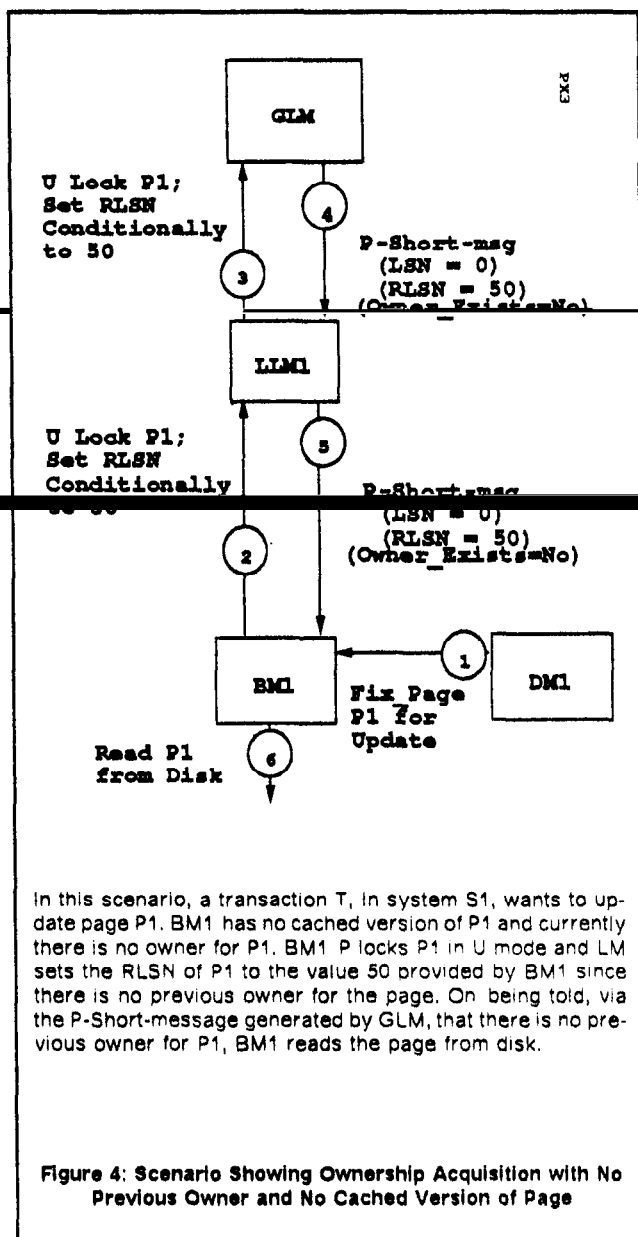 PX3
GLM
U Lock P1;
Set RLSN
Conditionally
to 50
4
3
P-Short-msg
(LSN = 0)
(RLSN = 50)
(Owner_Exists=No)
LLM1
U Lock P1;
Set RLSN
Conditionally
to 50
5
2
P-Short-msg
(LSN = 0)
(RLSN = 50)
(Owner_Exists=No)
BM1
1
DM1
Fix Page
P1 for
Update
Read P1
from Disk
6
In this scenario, a transaction T, in system S1, wants to up-
date page P1. BM1 has no cached version of P1 and currently
there is no owner for P1. BM1 P locks P1 in U mode and LM
sets the RLSN of P1 to the value 50 provided by BM1 since
there is no previous owner for the page. On being told, via
the P-Short-message generated by GLM, that there is no pre-
vious owner for P1, BM1 reads the page from disk.
Figure 4: Scenario Showing Ownership Acquisition with No
Previous Owner and No Cached Version of Page